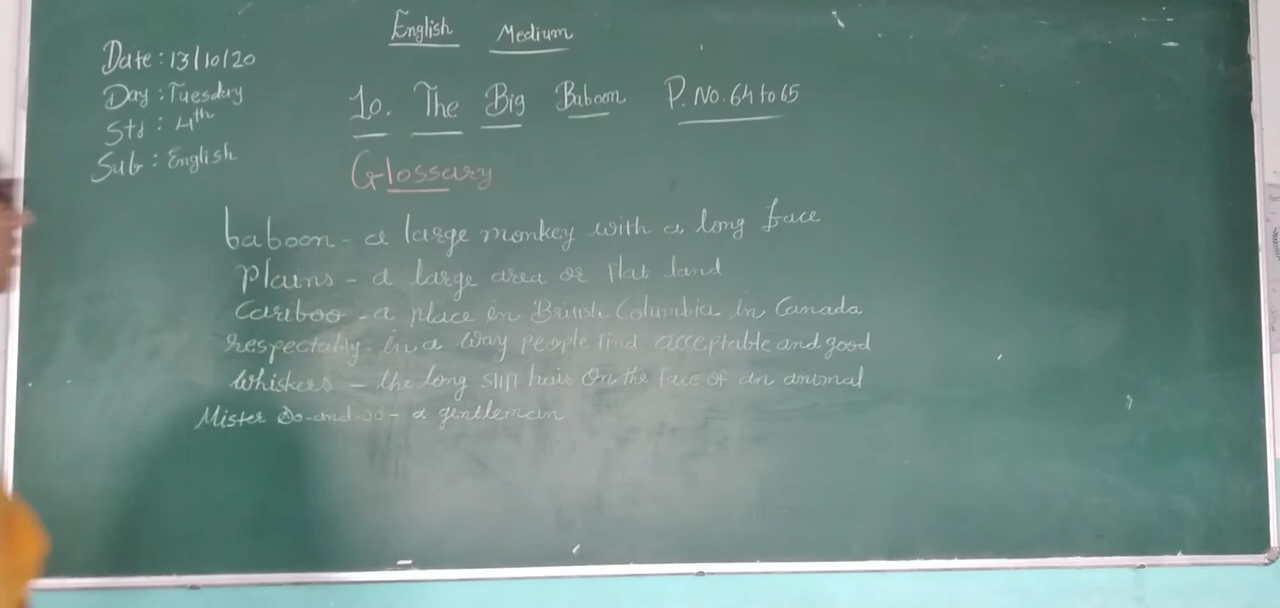 English Medium
Date : 13/10/20
Day : Tuesday
Std : 4th
Sub : English
10. The Big Baboon P. No. 64 to 65
Glossary
baboon - a large monkey with a long face
Plains - a large area of flat land
Cariboo - a place in British Columbia in Canada
respectably - in a way people find acceptable and good
Whiskers - the long stiff hair on the face of an animal
Mister So-and-so - a gentleman